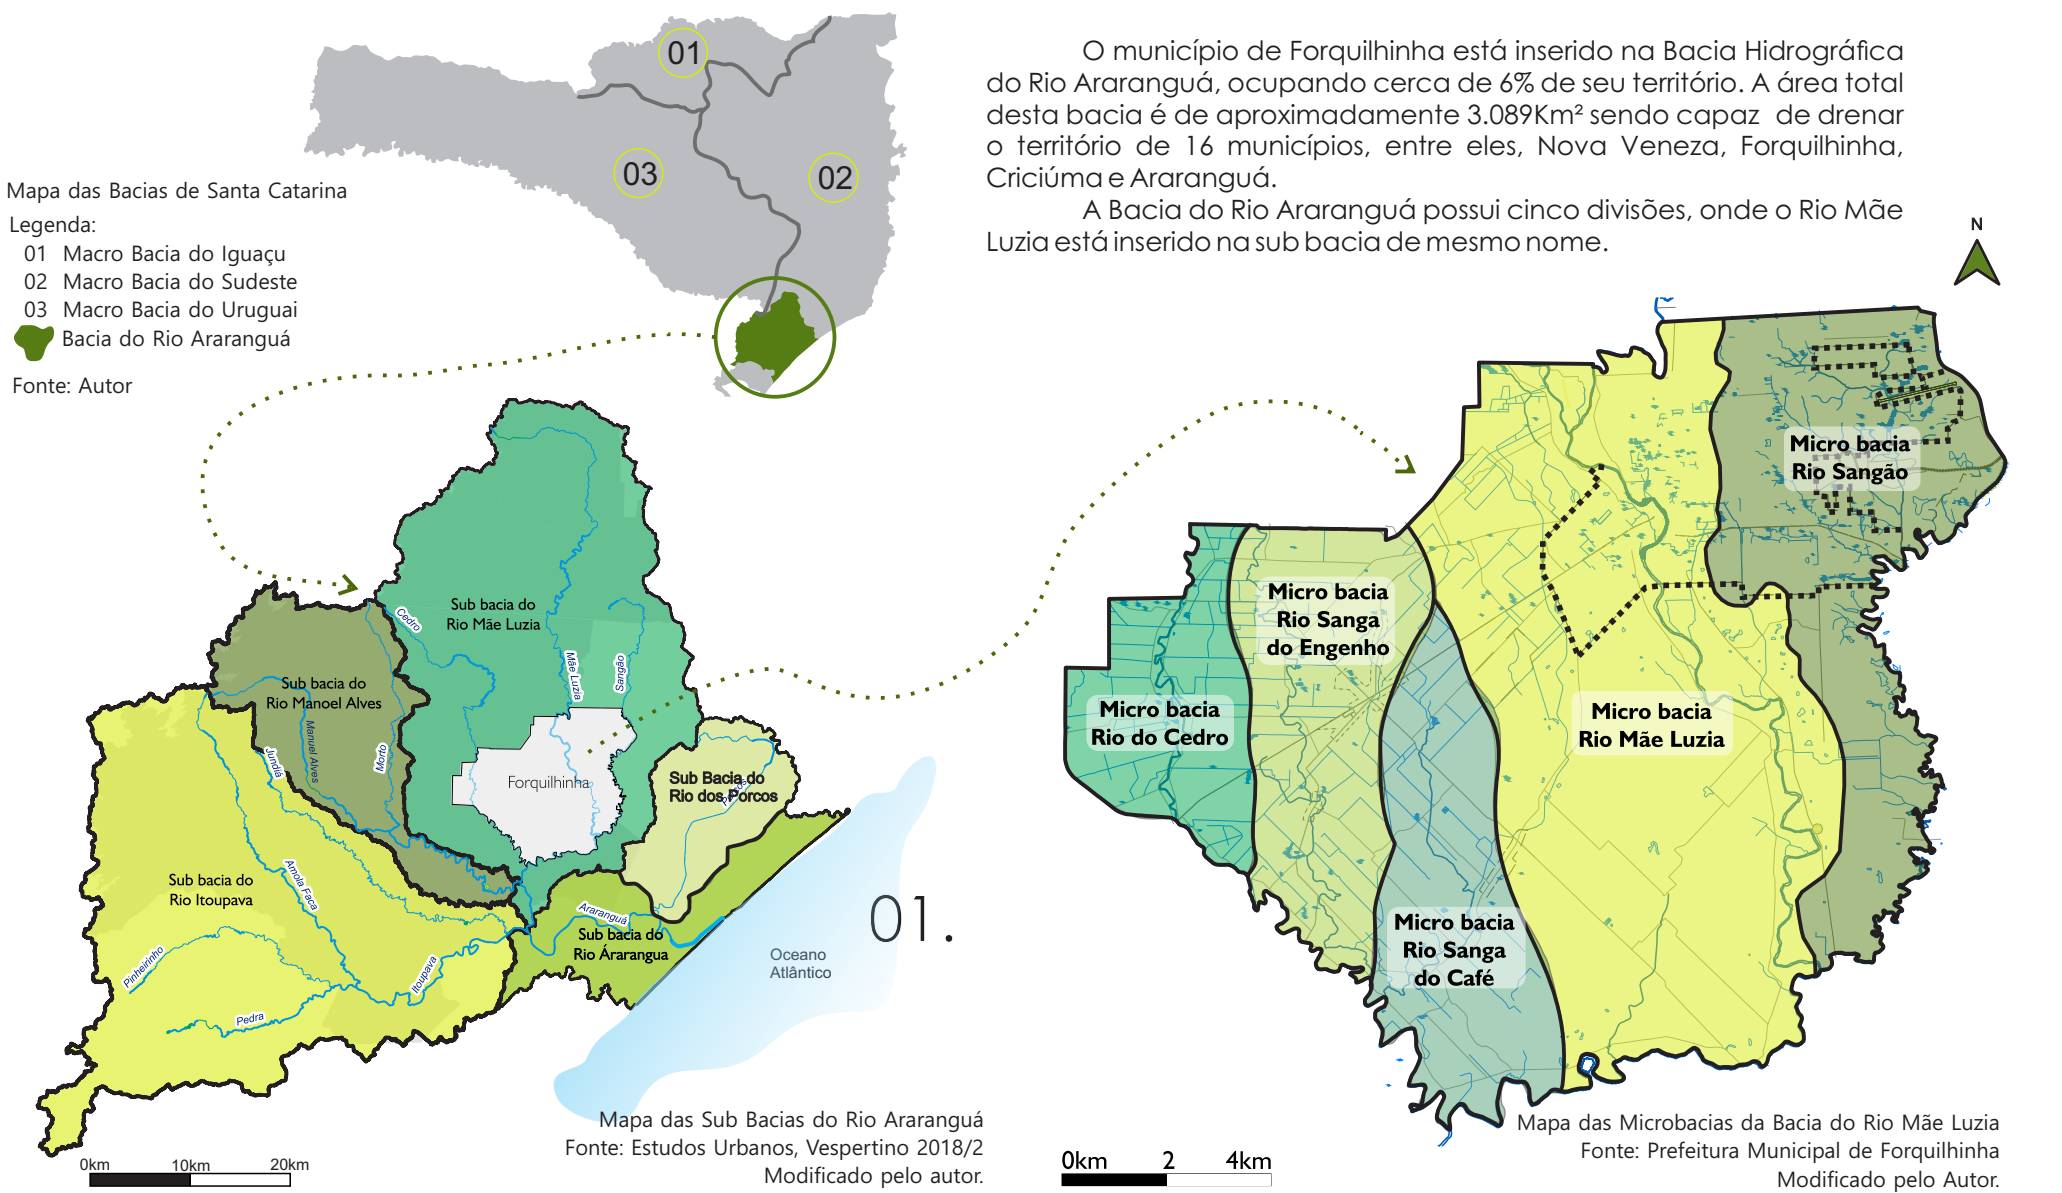 01
03
02
Mapa das Bacias de Santa Catarina
Legenda:
01 Macro Bacia do Iguaçu
02 Macro Bacia do Sudeste
03 Macro Bacia do Uruguai
Bacia do Rio Araranguá
Fonte: Autor
O município de Forquilhinha está inserido na Bacia Hidrográfica
do Rio Araranguá, ocupando cerca de 6% de seu território. A área total
desta bacia é de aproximadamente 3.089Km² sendo capaz de drenar
o território de 16 municípios, entre eles, Nova Veneza, Forquilhinha,
Criciúma e Araranguá.
A Bacia do Rio Araranguá possui cinco divisões, onde o Rio Mãe
Luzia está inserido na sub bacia de mesmo nome.
N
Cedro
Sub bacia do
Rio Mãe Luzia
Mãe Luzia
Sangão
Sub bacia do
Rio Manoel Alves
Manuel Alves
Morto
Jundiá
Forquilhinha
Sub Bacia do
Rio dos Porcos
Porcos
Sub bacia do
Rio Itoupava
Amola Faca
Araranguá
Sub bacia do
Rio Árarangua
Pinheirinho
Itoupava
Pedra
Oceano
Atlântico
01.
0km 10km 20km
Mapa das Sub Bacias do Rio Araranguá
Fonte: Estudos Urbanos, Vespertino 2018/2
Modificado pelo autor.
Micro bacia
Rio Sangão
Micro bacia
Rio Sanga
do Engenho
Micro bacia
Rio do Cedro
Micro bacia
Rio Mãe Luzia
Micro bacia
Rio Sanga
do Café
0km 2 4km
Mapa das Microbacias da Bacia do Rio Mãe Luzia
Fonte: Prefeitura Municipal de Forquilhinha
Modificado pelo Autor.